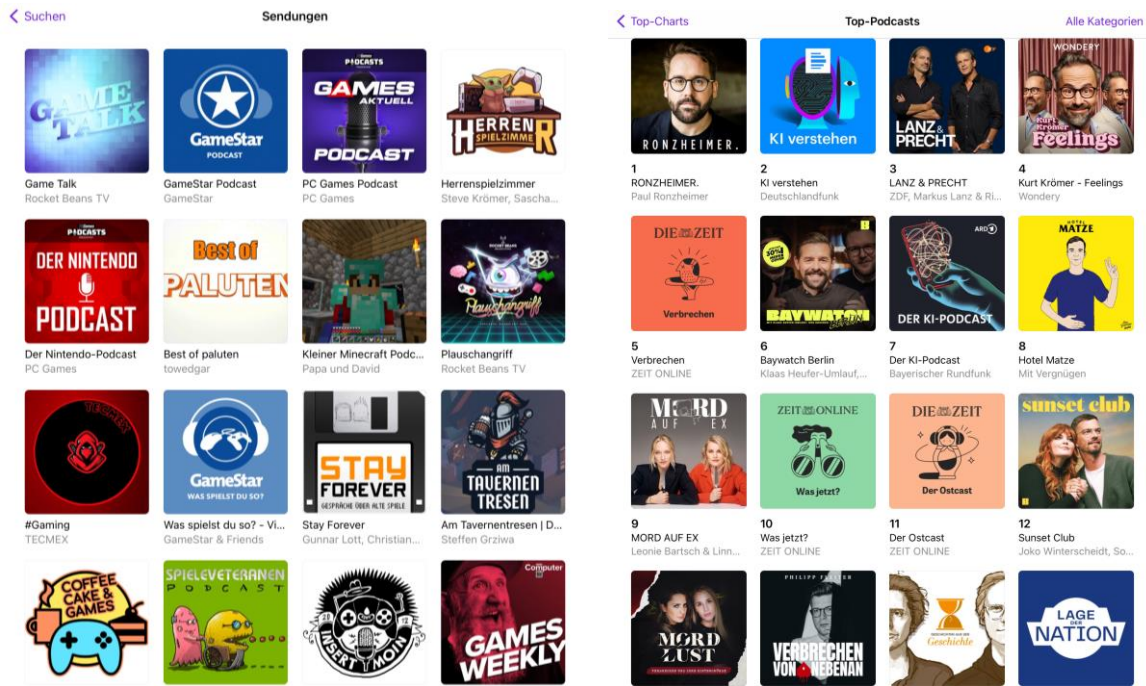 Suchen
Sendungen
GAME TALK
Game Talk
Rocket Beans TV
GameStar
PODCAST
GameStar Podcast
GameStar
PODCASTS
GAMES
AKTUELL
PODCAST
PC Games Podcast
PC Games
HERREN
SPIELZIMMER
Herrenspielzimmer
Steve Krömer, Sascha...
PODCASTS
DER NINTENDO
PODCAST
Der Nintendo-Podcast
PC Games
Best of
PALUTEN
Best of paluten
towedgar
Kleiner Minecraft Podc...
Papa und David
Plauschangriff
Plauschangriff
Rocket Beans TV
TECMEX
#Gaming
TECMEX
GameStar
WAS SPIELST DU SO?
Was spielst du so? - Vi...
GameStar & Friends
STAY
FOREVER
GESPRÄCHE ÜBER ALTE SPIELE
Stay Forever
Gunnar Lott, Christian...
AM
TAVERNEN
TRESEN
Am Tavernentresen | D...
Steffen Grziwa
COFFEE
CAKE &
GAMES
SPIELEVETERANEN
PODCAST
INSERT MOIN
Computer
GAMES
WEEKLY
Top-Charts
Top-Podcasts
Alle Kategorien
RONZHEIMER.
1
RONZHEIMER.
Paul Ronzheimer
KI verstehen
2
KI verstehen
Deutschlandfunk
LANZ &
PRECHT
3
LANZ & PRECHT
ZDF, Markus Lanz & Ri...
WONDERY
Kurt
Krömer
Feelings
4
Kurt Krömer - Feelings
Wondery
DIE ZEIT
Verbrechen
5
Verbrechen
ZEIT ONLINE
BAYWATCH
BERLIN
6
Baywatch Berlin
Klaas Heufer-Umlauf,...
ARD
DER KI-PODCAST
7
Der KI-Podcast
Bayerischer Rundfunk
HOTEL
MATZE
8
Hotel Matze
Mit Vergnügen
MORD
AUF EX
9
MORD AUF EX
Leonie Bartsch & Linn...
ZEIT ONLINE
Was jetzt?
10
Was jetzt?
ZEIT ONLINE
DIE ZEIT
Der Ostcast
11
Der Ostcast
ZEIT ONLINE
sunset club
12
Sunset Club
Joko Winterscheidt, So...
MORD
LUST
PHILIPP FLEITER
VERBRECHEN
VON NEBENAN
Geschichte
LAGE
DER
NATION